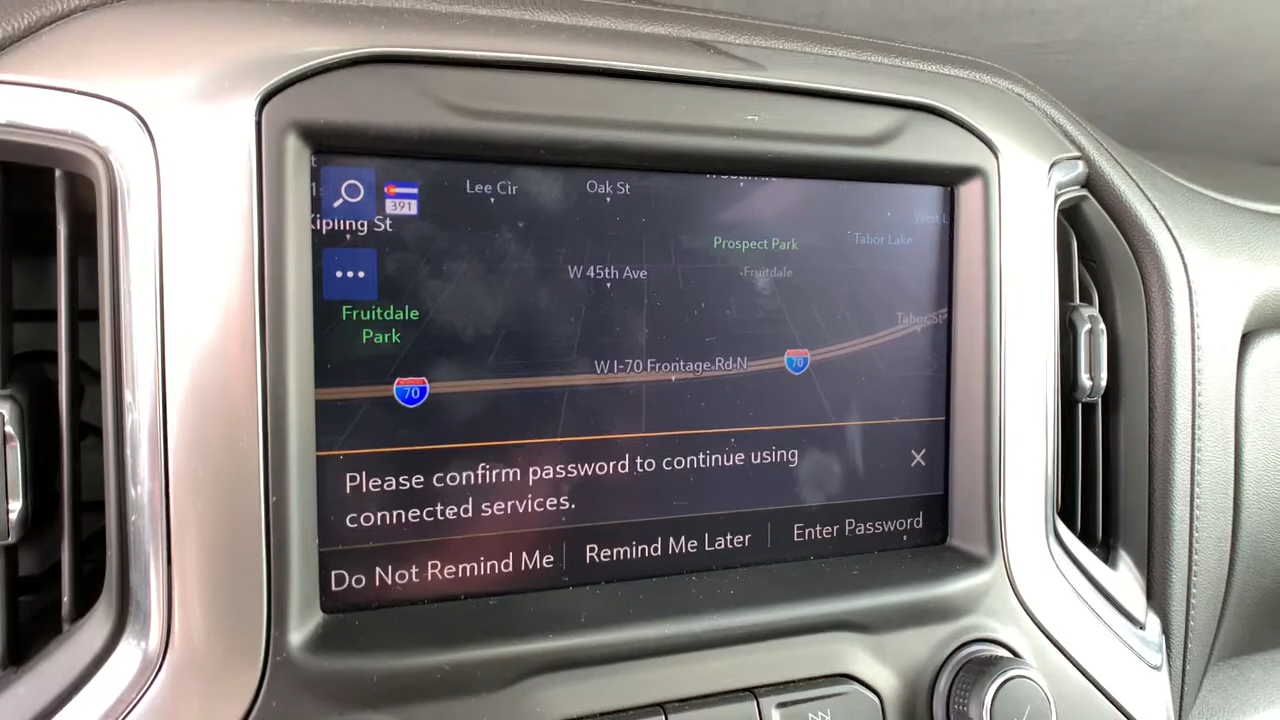 391
Lee Cir
Oak St
West L
Kipling St
Prospect Park
Tabor Lake
W 45th Ave
Fruitdale
Fruitdale
Park
Tabor St
W I-70 Frontage Rd N
70
70
Please confirm password to continue using
connected services.
Do Not Remind Me
Remind Me Later
Enter Password